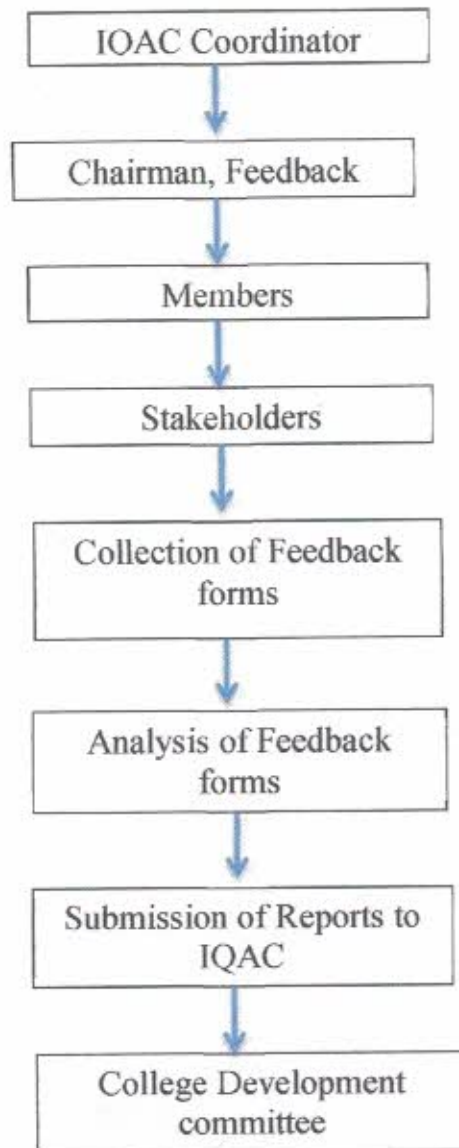 IQAC Coordinator
Chairman, Feedback
Members
Stakeholders
Collection of Feedback
forms
Analysis of Feedback
forms
Submission of Reports to
IQAC
College Development
committee